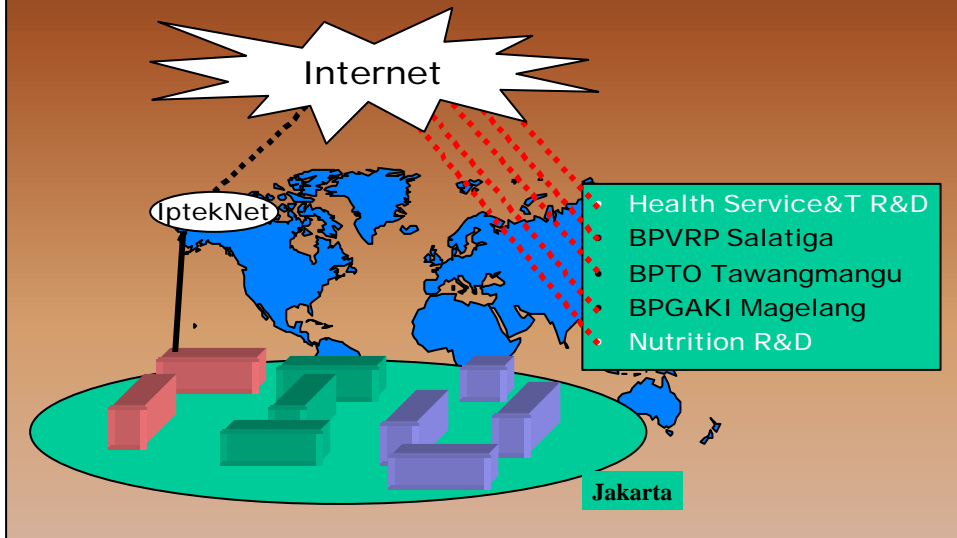 Internet
IptekNet
Health Service&T R&D
BPVRP Salatiga
BPTO Tawangmangu
BPGAKI Magelang
Nutrition R&D
Jakarta